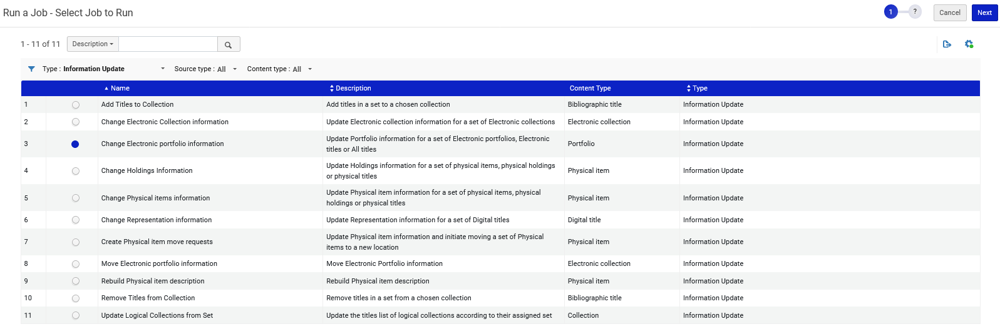 Run a Job - Select Job to Run
1
?
Cancel
Next
1 - 11 of 11
Description
Type : Information Update
Source type : All
Content type : All
Name Description Content Type Type
1 Add Titles to Collection Add titles in a set to a chosen collection Bibliographic title Information Update
2 Change Electronic Collection information Update Electronic collection information for a set of Electronic collections Electronic collection Information Update
3 Change Electronic portfolio information Update Portfolio information for a set of Electronic portfolios, Electronic
titles or All titles Portfolio Information Update
4 Change Holdings Information Update Holdings information for a set of physical items, physical holdings
or physical titles Physical item Information Update
5 Change Physical items information Update Physical item information for a set of physical items, physical
holdings or physical titles Physical item Information Update
6 Change Representation information Update Representation information for a set of Digital titles Digital title Information Update
7 Create Physical item move requests Update Physical item information and initiate moving a set of Physical
items to a new location Physical item Information Update
8 Move Electronic portfolio information Move Electronic Portfolio information Electronic collection Information Update
9 Rebuild Physical item description Rebuild Physical item description Physical item Information Update
10 Remove Titles from Collection Remove titles in a set from a chosen collection Bibliographic title Information Update
11 Update Logical Collections from Set Update the titles list of logical collections according to their assigned set Collection Information Update